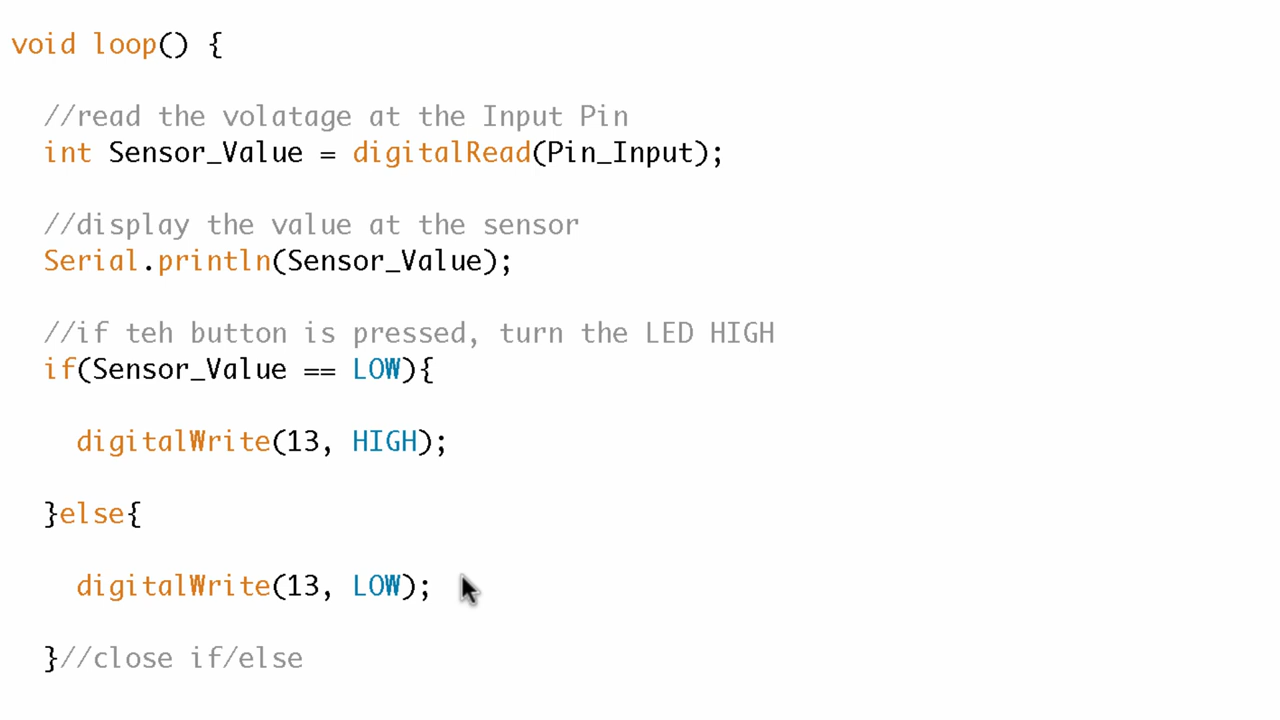 void loop() {
//read the volatage at the Input Pin
int Sensor_Value = digitalRead(Pin_Input);
//display the value at the sensor
Serial.println(Sensor_Value);
//if teh button is pressed, turn the LED HIGH
if(Sensor_Value == LOW){
digitalWrite(13, HIGH);
}else{
digitalWrite(13, LOW);
}//close if/else